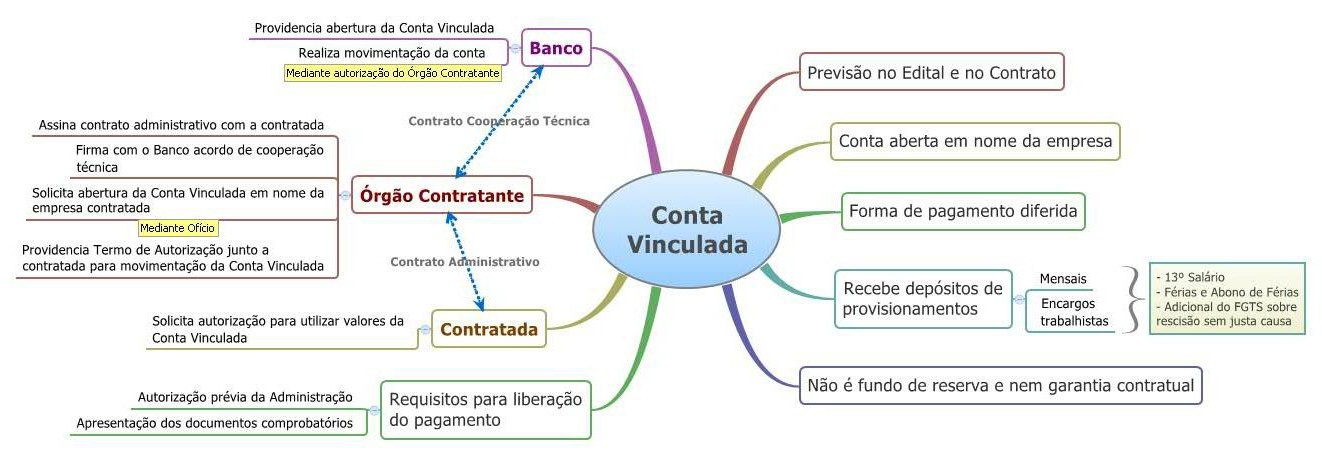 Providencia abertura da Conta Vinculada
Realiza movimentação da conta
Mediante autorização do Órgão Contratante
Banco
Contrato Cooperação Técnica
Assina contrato administrativo com a contratada
Firma com o Banco acordo de cooperação
técnica
Solicita abertura da Conta Vinculada em nome da
empresa contratada
Mediante Ofício
Providencia Termo de Autorização junto a
contratada para movimentação da Conta Vinculada
Órgão Contratante
Contrato Administrativo
Solicita autorização para utilizar valores da
Conta Vinculada
Contratada
Autorização prévia da Administração
Apresentação dos documentos comprobatórios
Requisitos para liberação
do pagamento
Conta
Vinculada
Previsão no Edital e no Contrato
Conta aberta em nome da empresa
Forma de pagamento diferida
Recebe depósitos de
provisionamentos
Mensais
Encargos
trabalhistas
- 13º Salário
- Férias e Abono de Férias
- Adicional do FGTS sobre
rescisão sem justa causa
Não é fundo de reserva e nem garantia contratual